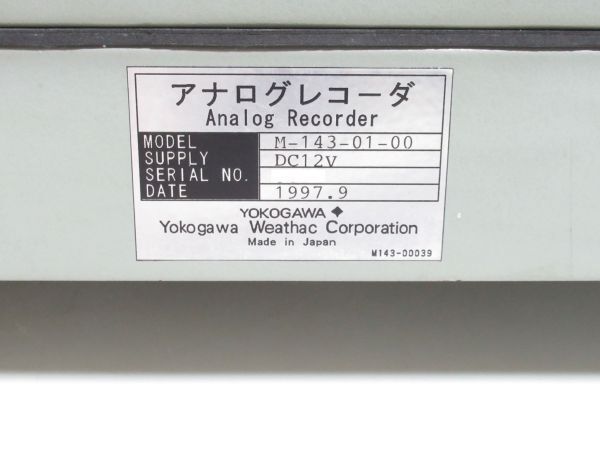 アナログレコーダ
Analog Recorder
MODEL M-143-01-00
SUPPLY DC12V
SERIAL NO.
DATE 1997.9
YOKOGAWA
Yokogawa Weathac Corporation
Made in Japan
M143-00039